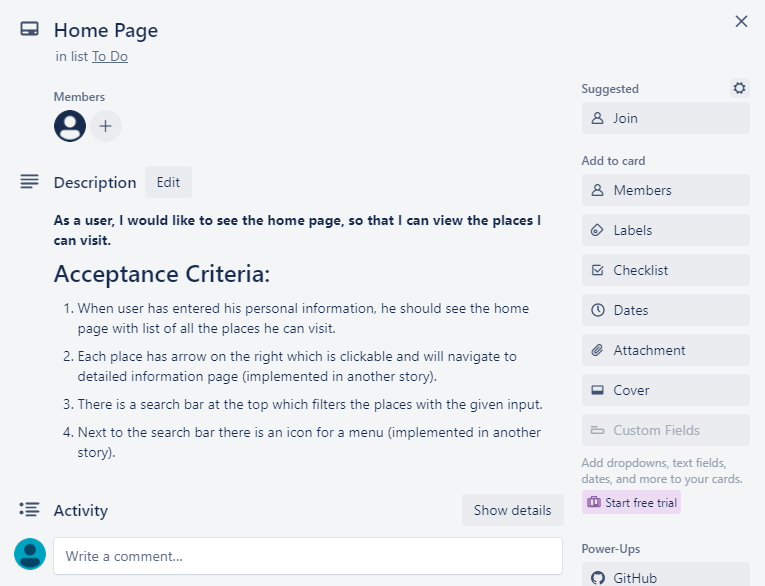 Home Page
in list To Do
Members
Description Edit
As a user, I would like to see the home page, so that I can view the places I
can visit.
Acceptance Criteria:
1. When user has entered his personal information, he should see the home
page with list of all the places he can visit.
2. Each place has arrow on the right which is clickable and will navigate to
detailed information page (implemented in another story).
3. There is a search bar at the top which filters the places with the given input.
4. Next to the search bar there is an icon for a menu (implemented in another
story).
Activity Show details
Write a comment...
Suggested
Join
Add to card
Members
Labels
Checklist
Dates
Attachment
Cover
Custom Fields
Add dropdowns, text fields,
dates, and more to your cards.
Start free trial
Power-Ups
GitHub